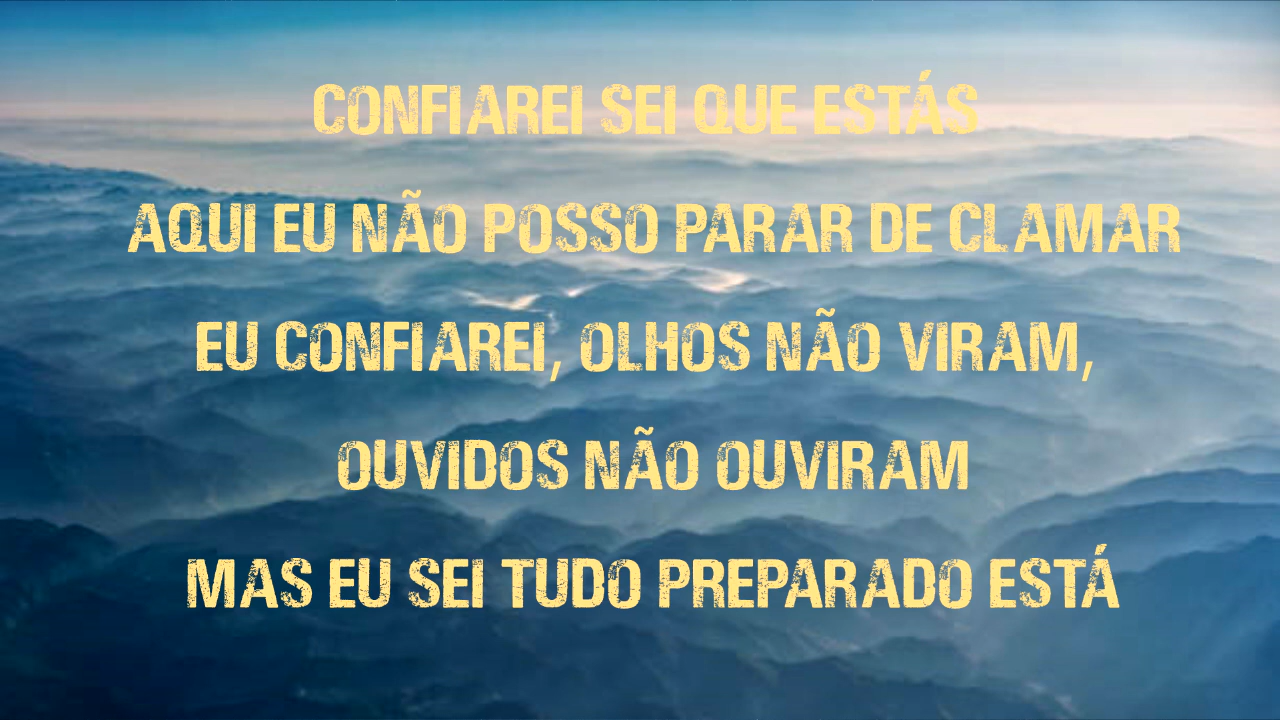 CONFIAREI SEI QUE ESTÁS
AQUI EU NÃO POSSO PARAR DE CLAMAR
EU CONFIAREI, OLHOS NÃO VIRAM,
OUVIDOS NÃO OUVIRAM
MAS EU SEI TUDO PREPARADO ESTÁ